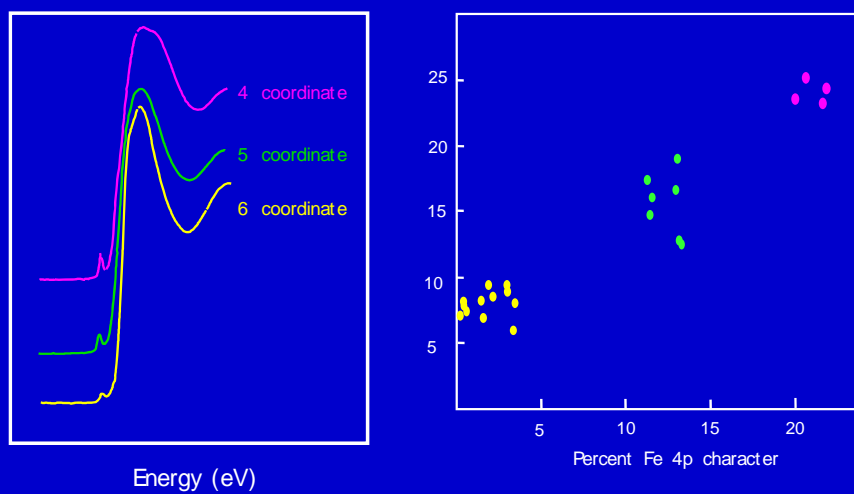 4 coordinate
5 coordinate
6 coordinate
Energy (eV)
25
20
15
10
5
5 10 15 20
Percent Fe 4p character